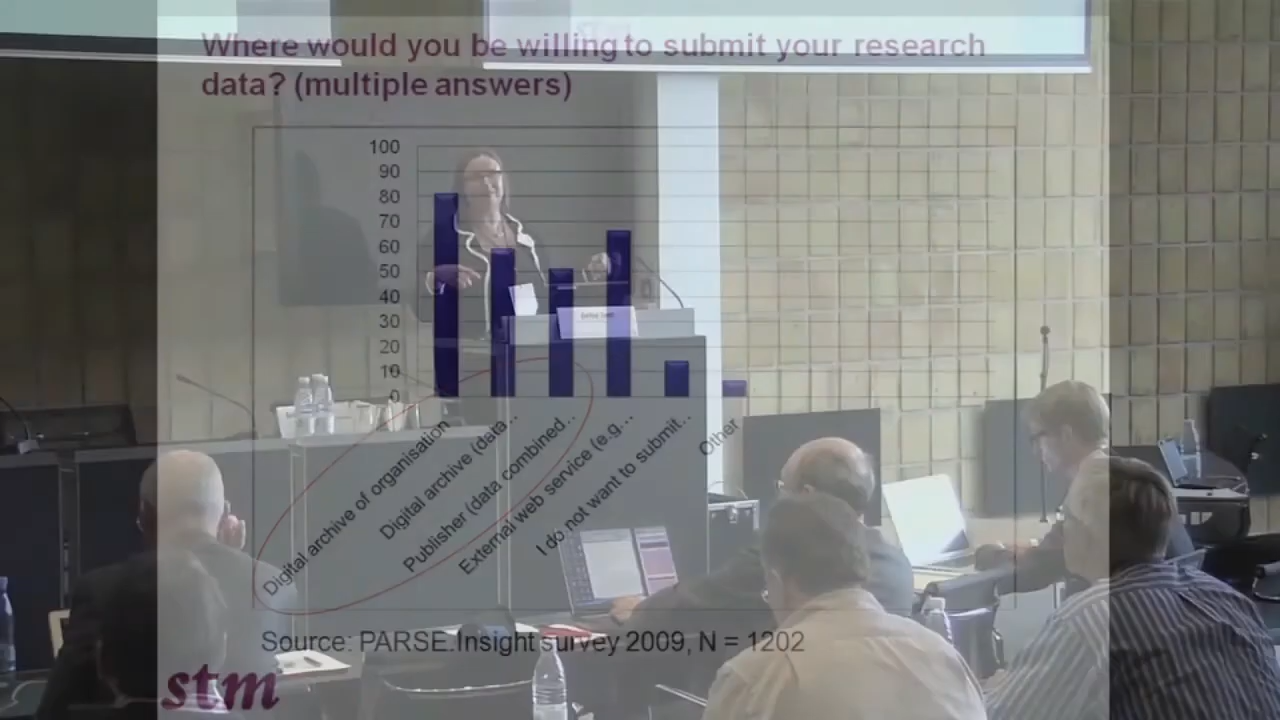 Where would you be willing to submit your research
data? (multiple answers)
100
90
80
70
60
50
40
30
20
10
0
Digital archive of organisation
Digital archive (data...
Publisher (data combined...
External web service (e.g...
I do not want to submit...
Other
Source: PARSE.Insight survey 2009, N = 1202
stm